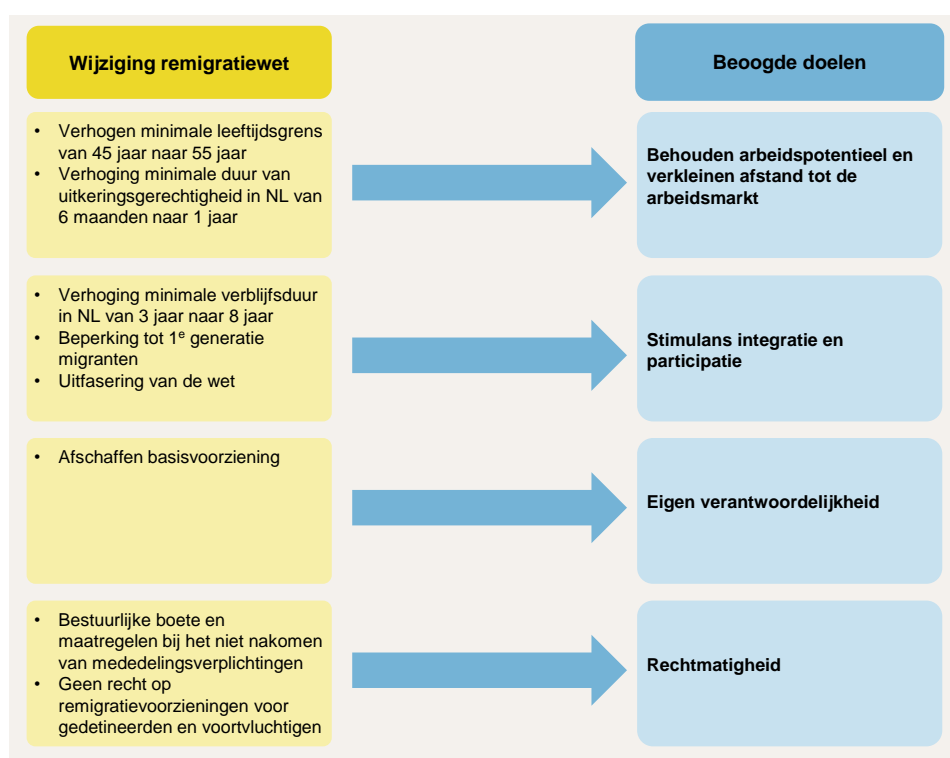 Wijziging remigratiewet
Beoogde doelen
• Verhogen minimale leeftijdsgrens
van 45 jaar naar 55 jaar
• Verhoging minimale duur van
uitkeringsgerechtigheid in NL van
6 maanden naar 1 jaar
Behouden arbeidspotentieel en
verkleinen afstand tot de
arbeidsmarkt
• Verhoging minimale verblijfsduur
in NL van 3 jaar naar 8 jaar
• Beperking tot 1e generatie
migranten
• Uitfasering van de wet
Stimulans integratie en
participatie
• Afschaffen basisvoorziening
Eigen verantwoordelijkheid
• Bestuurlijke boete en
maatregelen bij het niet nakomen
van mededelingsverplichtingen
• Geen recht op
remigratievoorzieningen voor
gedetineerden en voortvluchtigen
Rechtmatigheid